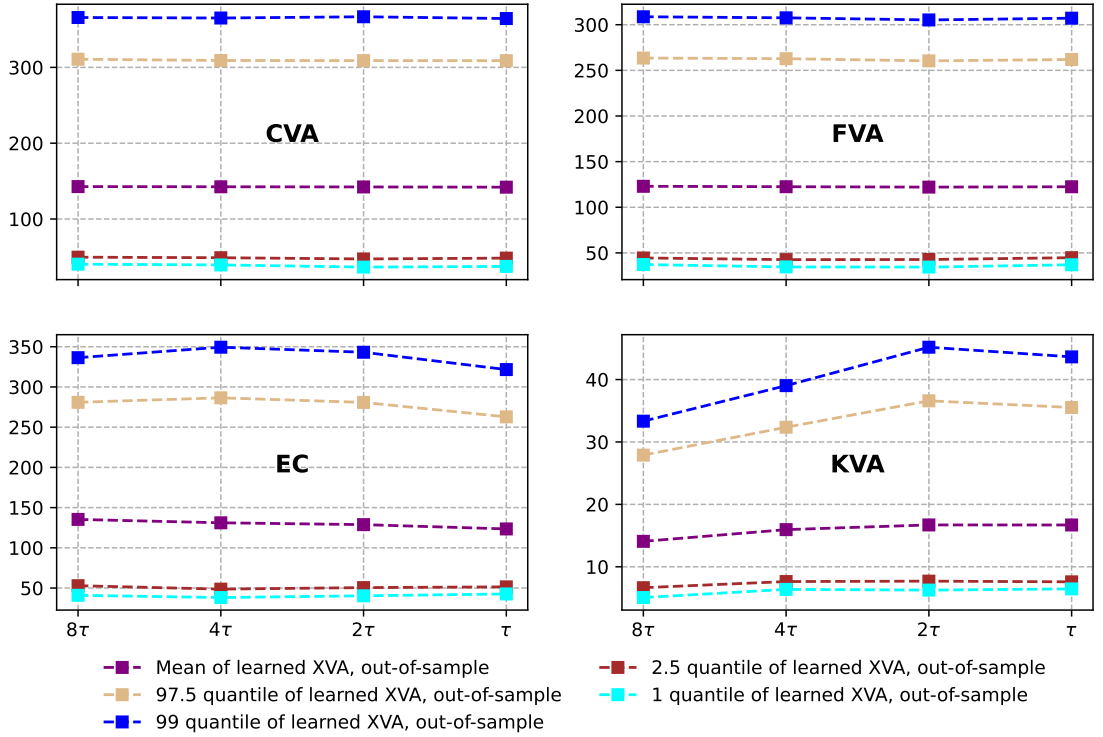 300
200
100
CVA
300
250
200
150
100
50
FVA
350
300
250
200
150
100
50
EC
8τ
4τ
2τ
τ
40
30
20
10
KVA
8τ
4τ
2τ
τ
Mean of learned XVA, out-of-sample
97.5 quantile of learned XVA, out-of-sample
99 quantile of learned XVA, out-of-sample
2.5 quantile of learned XVA, out-of-sample
1 quantile of learned XVA, out-of-sample